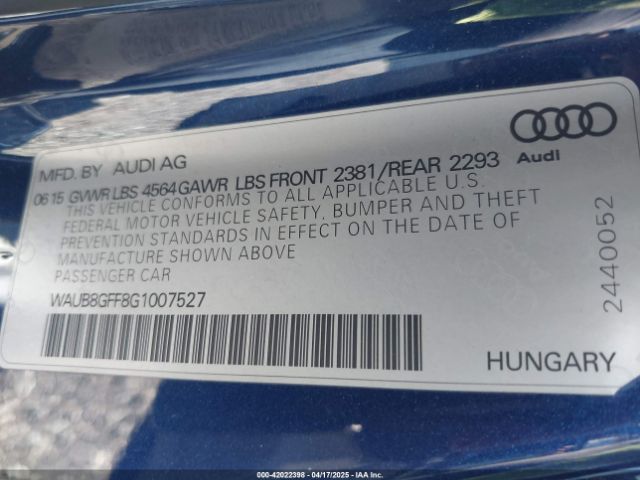 MFD. BY AUDI AG
06 15 GVWR LBS 4564 GAWR LBS FRONT 2381/REAR 2293
THIS VEHICLE CONFORMS TO ALL APPLICABLE U.S.
FEDERAL MOTOR VEHICLE SAFETY, BUMPER AND THEFT
PREVENTION STANDARDS IN EFFECT ON THE DATE OF
MANUFACTURE SHOWN ABOVE
PASSENGER CAR
WAUB8GFF8G1007527
Audi
2440052
HUNGARY
000-42022398 - 04/17/2025 - IAA, Inc.